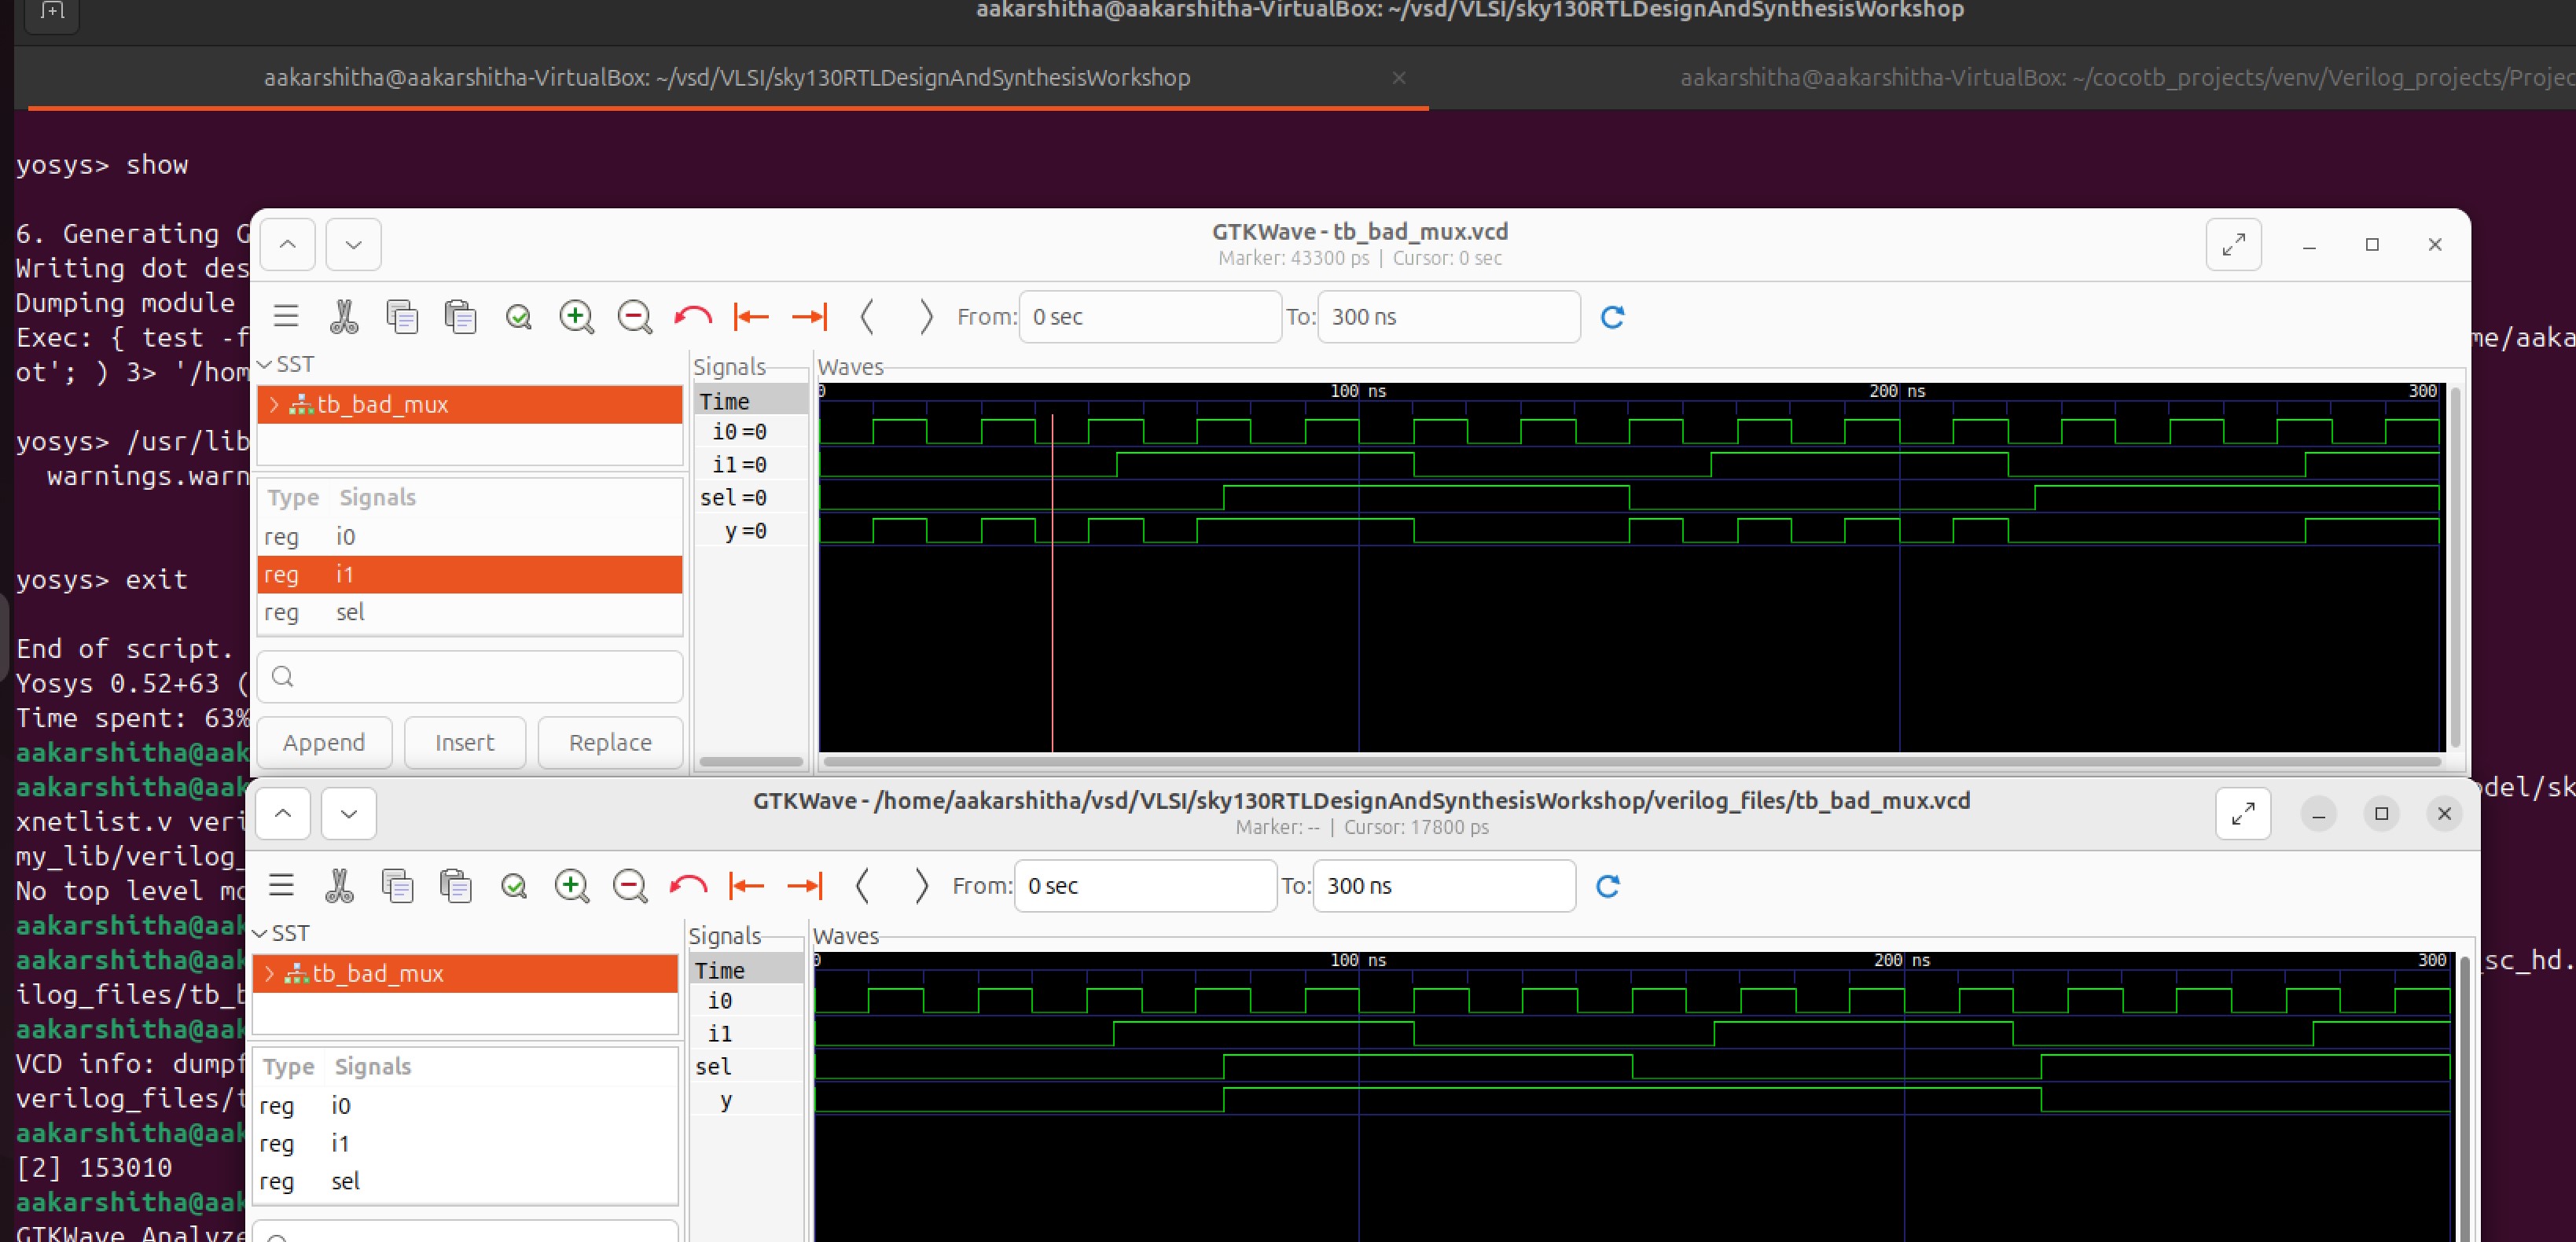 aakarshitha@aakarshitha-VirtualBox: ~/vsd/VLSI/sky130RTLDesignAndSynthesisWorkshop
aakarshitha@aakarshitha-VirtualBox: ~/vsd/VLSI/sky130RTLDesignAndSynthesisWorkshop
aakarshitha@aakarshitha-VirtualBox: ~/cocotb_projects/venv/Verilog_projects/Projec
yosys> show
6. Generating G
Writing dot des
Dumping module
Exec: { test -f
me/aaka
ot'; ) 3> '/hom
yosys> /usr/lib
warnings.warn
yosys> exit
End of script.
Yosys 0.52+63 (
Time spent: 63%
aakarshitha@aak
aakarshitha@aak
odel/sk
xnetlist.v veri
my_lib/verilog_
No top level mo
aakarshitha@aak
aakarshitha@aak
_sc_hd.
ilog_files/tb_b
aakarshitha@aak
VCD info: dumpf
verilog_files/t
aakarshitha@aak
[2] 153010
aakarshitha@aak
GTKWave Analyze
GTKWave - tb_bad_mux.vcd
Marker: 43300 ps | Cursor: 0 sec
From: 0 sec To: 300 ns
SST
tb_bad_mux
Type Signals
reg i0
reg i1
reg sel
Append Insert Replace
Signals
Time
i0 =0
i1 =0
sel =0
y =0
Waves
0 100 ns 200 ns 300
GTKWave - /home/aakarshitha/vsd/VLSI/sky130RTLDesignAndSynthesisWorkshop/verilog_files/tb_bad_mux.vcd
Marker: -- | Cursor: 17800 ps
From: 0 sec To: 300 ns
SST
tb_bad_mux
Type Signals
reg i0
reg i1
reg sel
Signals
Time
i0
i1
sel
y
Waves
0 100 ns 200 ns 300